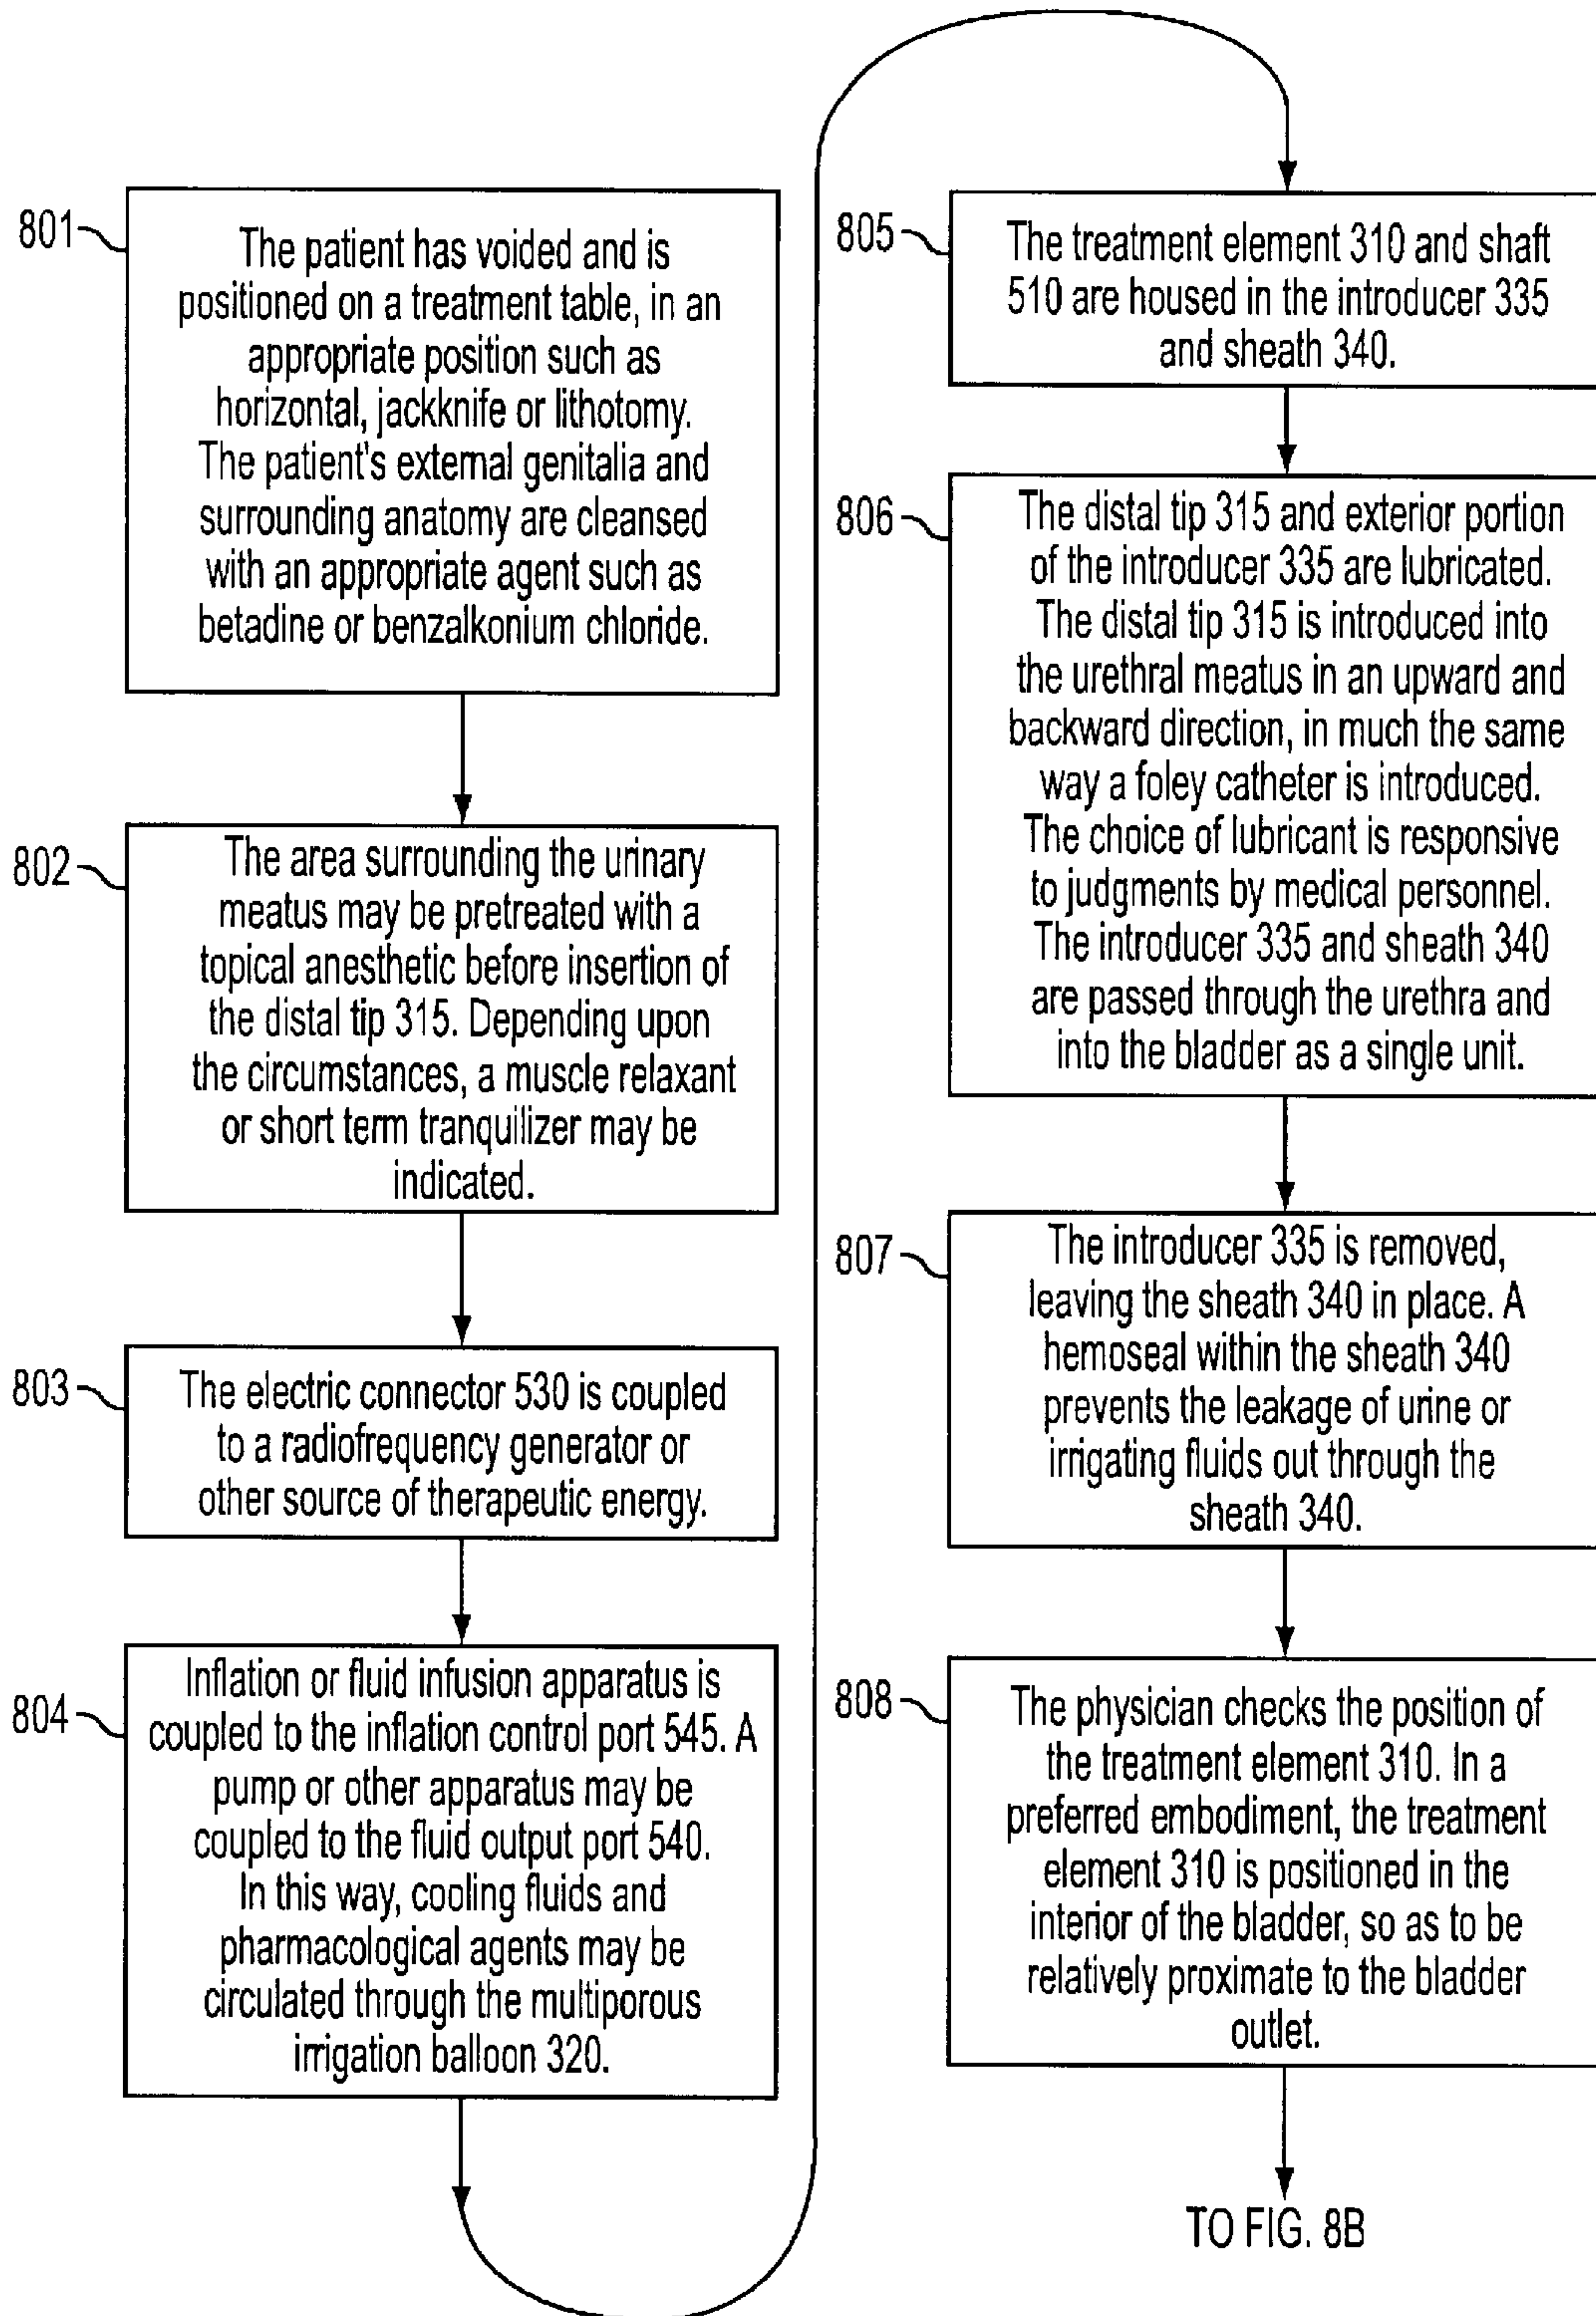 801
The patient has voided and is
positioned on a treatment table, in an
appropriate position such as
horizontal, jackknife or lithotomy.
The patient's external genitalia and
surrounding anatomy are cleansed
with an appropriate agent such as
betadine or benzalkonium chloride.
802
The area surrounding the urinary
meatus may be pretreated with a
topical anesthetic before insertion of
the distal tip 315. Depending upon
the circumstances, a muscle relaxant
or short term tranquilizer may be
indicated.
803
The electric connector 530 is coupled
to a radiofrequency generator or
other source of therapeutic energy.
804
Inflation or fluid infusion apparatus is
coupled to the inflation control port 545. A
pump or other apparatus may be
coupled to the fluid output port 540.
In this way, cooling fluids and
pharmacological agents may be
circulated through the multiporous
irrigation balloon 320.
805
The treatment element 310 and shaft
510 are housed in the introducer 335
and sheath 340.
806
The distal tip 315 and exterior portion
of the introducer 335 are lubricated.
The distal tip 315 is introduced into
the urethral meatus in an upward and
backward direction, in much the same
way a foley catheter is introduced.
The choice of lubricant is responsive
to judgments by medical personnel.
The introducer 335 and sheath 340
are passed through the urethra and
into the bladder as a single unit.
807
The introducer 335 is removed,
leaving the sheath 340 in place. A
hemoseal within the sheath 340
prevents the leakage of urine or
irrigating fluids out through the
sheath 340.
808
The physician checks the position of
the treatment element 310. In a
preferred embodiment, the treatment
element 310 is positioned in the
interior of the bladder, so as to be
relatively proximate to the bladder
outlet.
TO FIG. 8B